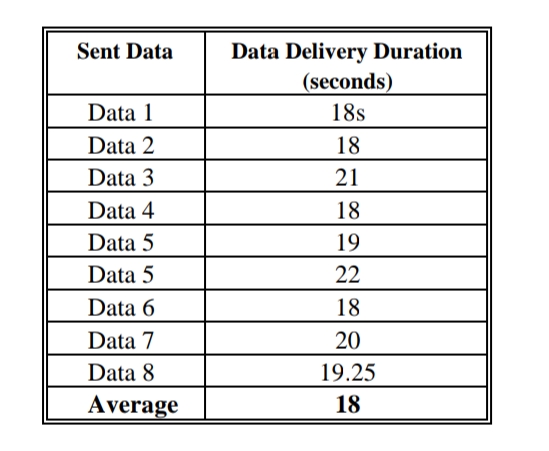 Sent Data Data Delivery Duration
(seconds)
Data 1 18s
Data 2 18
Data 3 21
Data 4 18
Data 5 19
Data 5 22
Data 6 18
Data 7 20
Data 8 19.25
Average 18